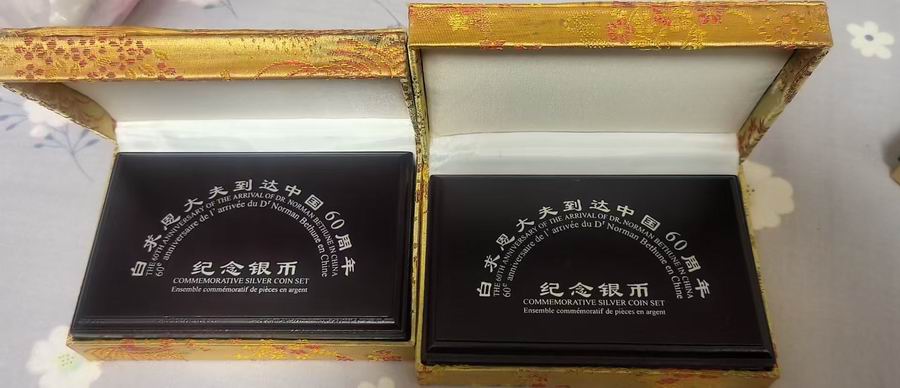 白求恩大夫到达中国60周年
THE 60TH ANNIVERSARY OF THE ARRIVAL OF DR. NORMAN BETHUNE IN CHINA
60e anniversaire de l'arrivée du Dr Norman Bethune en Chine
纪念银币
COMMEMORATIVE SILVER COIN SET
Ensemble commémoratif de pièces en argent
白求恩大夫到达中国60周年
THE 60TH ANNIVERSARY OF THE ARRIVAL OF DR. NORMAN BETHUNE IN CHINA
60e anniversaire de l'arrivée du Dr Norman Bethune en Chine
纪念银币
COMMEMORATIVE SILVER COIN SET
Ensemble commémoratif de pièces en argent